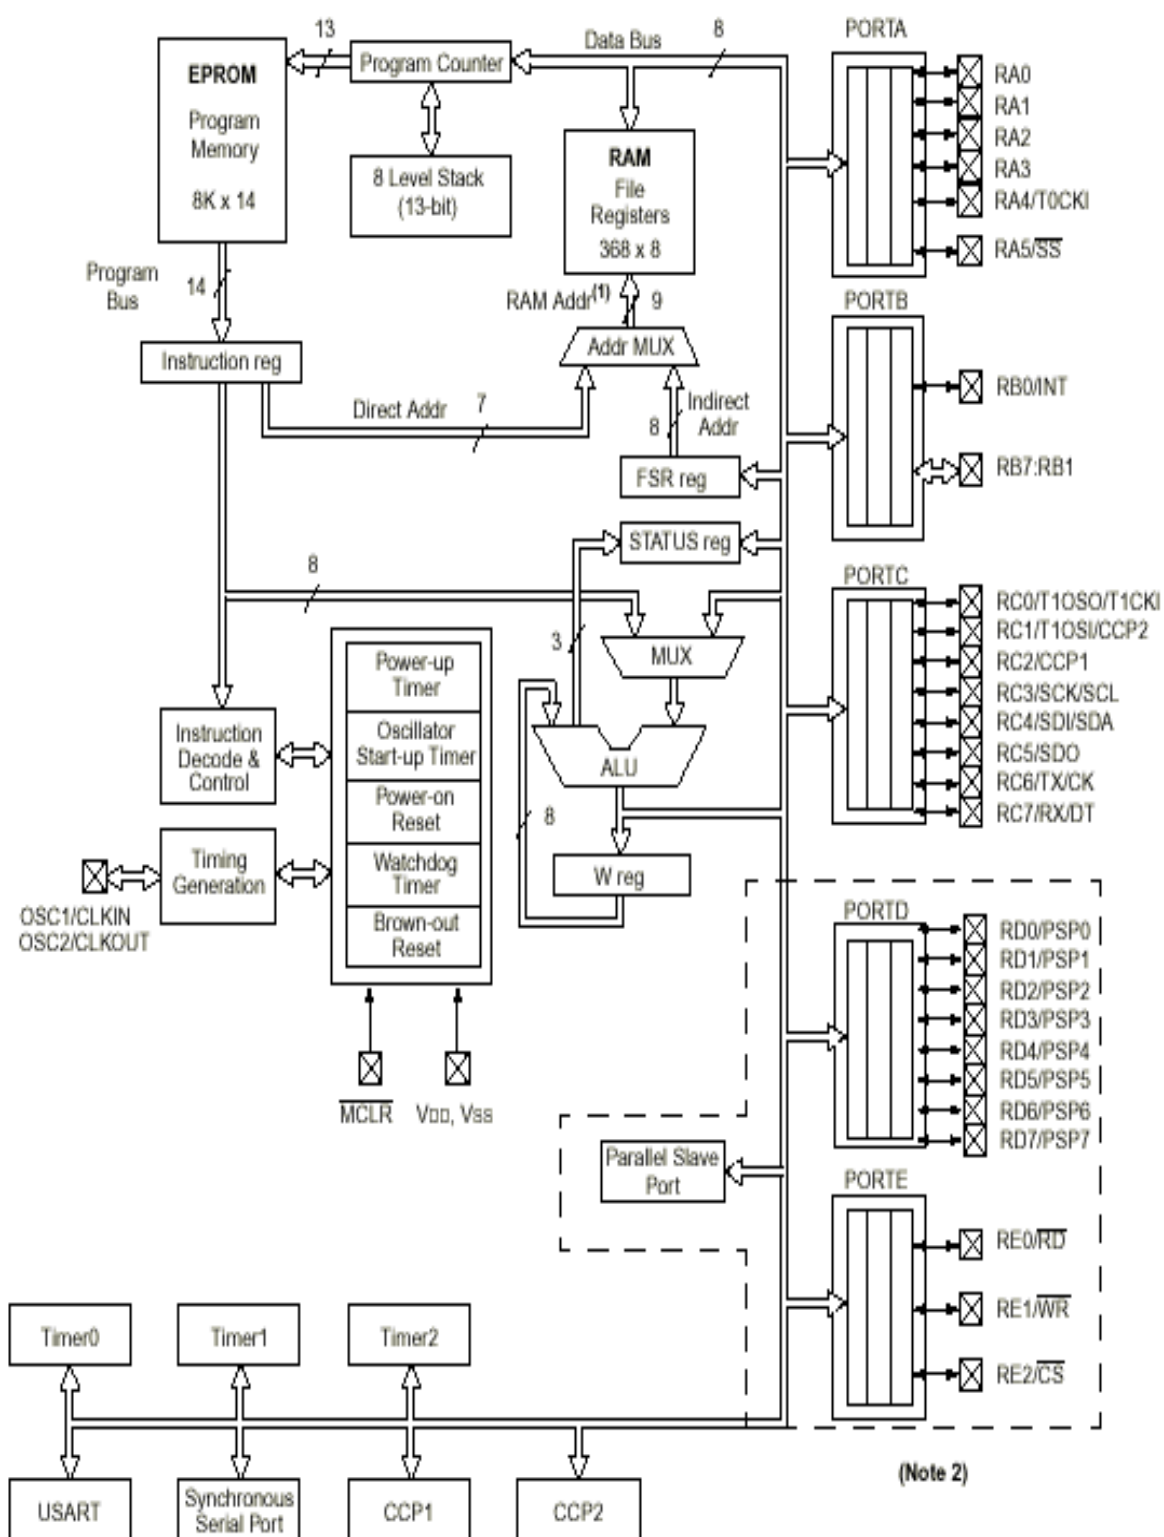 13
Data Bus
8
PORTA
EPROM
Program
Memory
8K x 14
Program Counter
8 Level Stack
(13-bit)
RAM
File
Registers
368 x 8
RA0
RA1
RA2
RA3
RA4/T0CKI
RA5/SS
Program
Bus
14
RAM Addr(1)
9
PORTB
Instruction reg
Addr MUX
Direct Addr
7
8
Indirect
Addr
RB0/INT
FSR reg
RB7:RB1
STATUS reg
8
PORTC
3
MUX
RC0/T1OSO/T1CKI
RC1/T1OSI/CCP2
RC2/CCP1
RC3/SCK/SCL
RC4/SDI/SDA
RC5/SDO
RC6/TX/CK
RC7/RX/DT
Power-up
Timer
Oscillator
Start-up Timer
Power-on
Reset
Watchdog
Timer
Brown-out
Reset
Instruction
Decode &
Control
ALU
8
Timing
Generation
W reg
OSC1/CLKIN
OSC2/CLKOUT
PORTD
RD0/PSP0
RD1/PSP1
RD2/PSP2
RD3/PSP3
RD4/PSP4
RD5/PSP5
RD6/PSP6
RD7/PSP7
MCLR
VDD, VSS
Parallel Slave
Port
PORTE
RE0/RD
RE1/WR
RE2/CS
Timer0
Timer1
Timer2
(Note 2)
USART
Synchronous
Serial Port
CCP1
CCP2